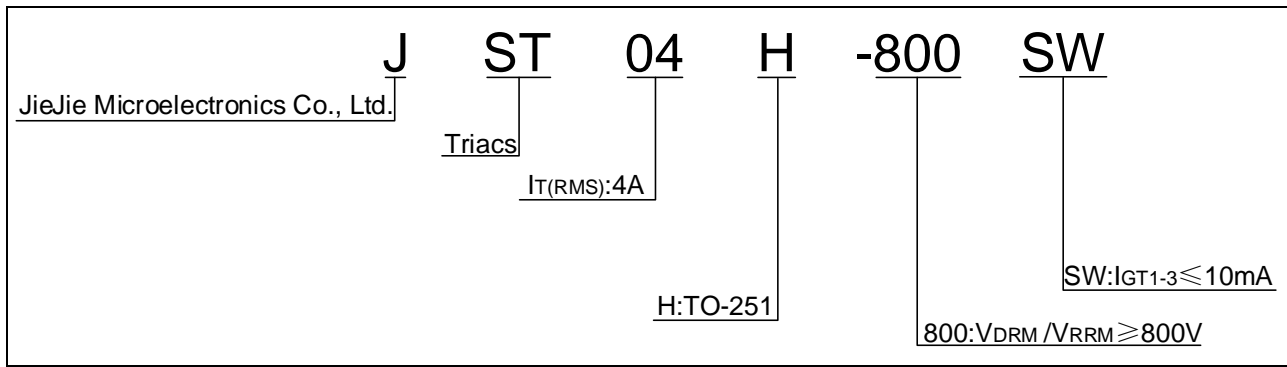 J ST 04 H -800 SW
JieJie Microelectronics Co., Ltd.
Triacs
IT(RMS):4A
SW:IGT1-3≤10mA
H:TO-251
800:VDRM /VRRM≥800V